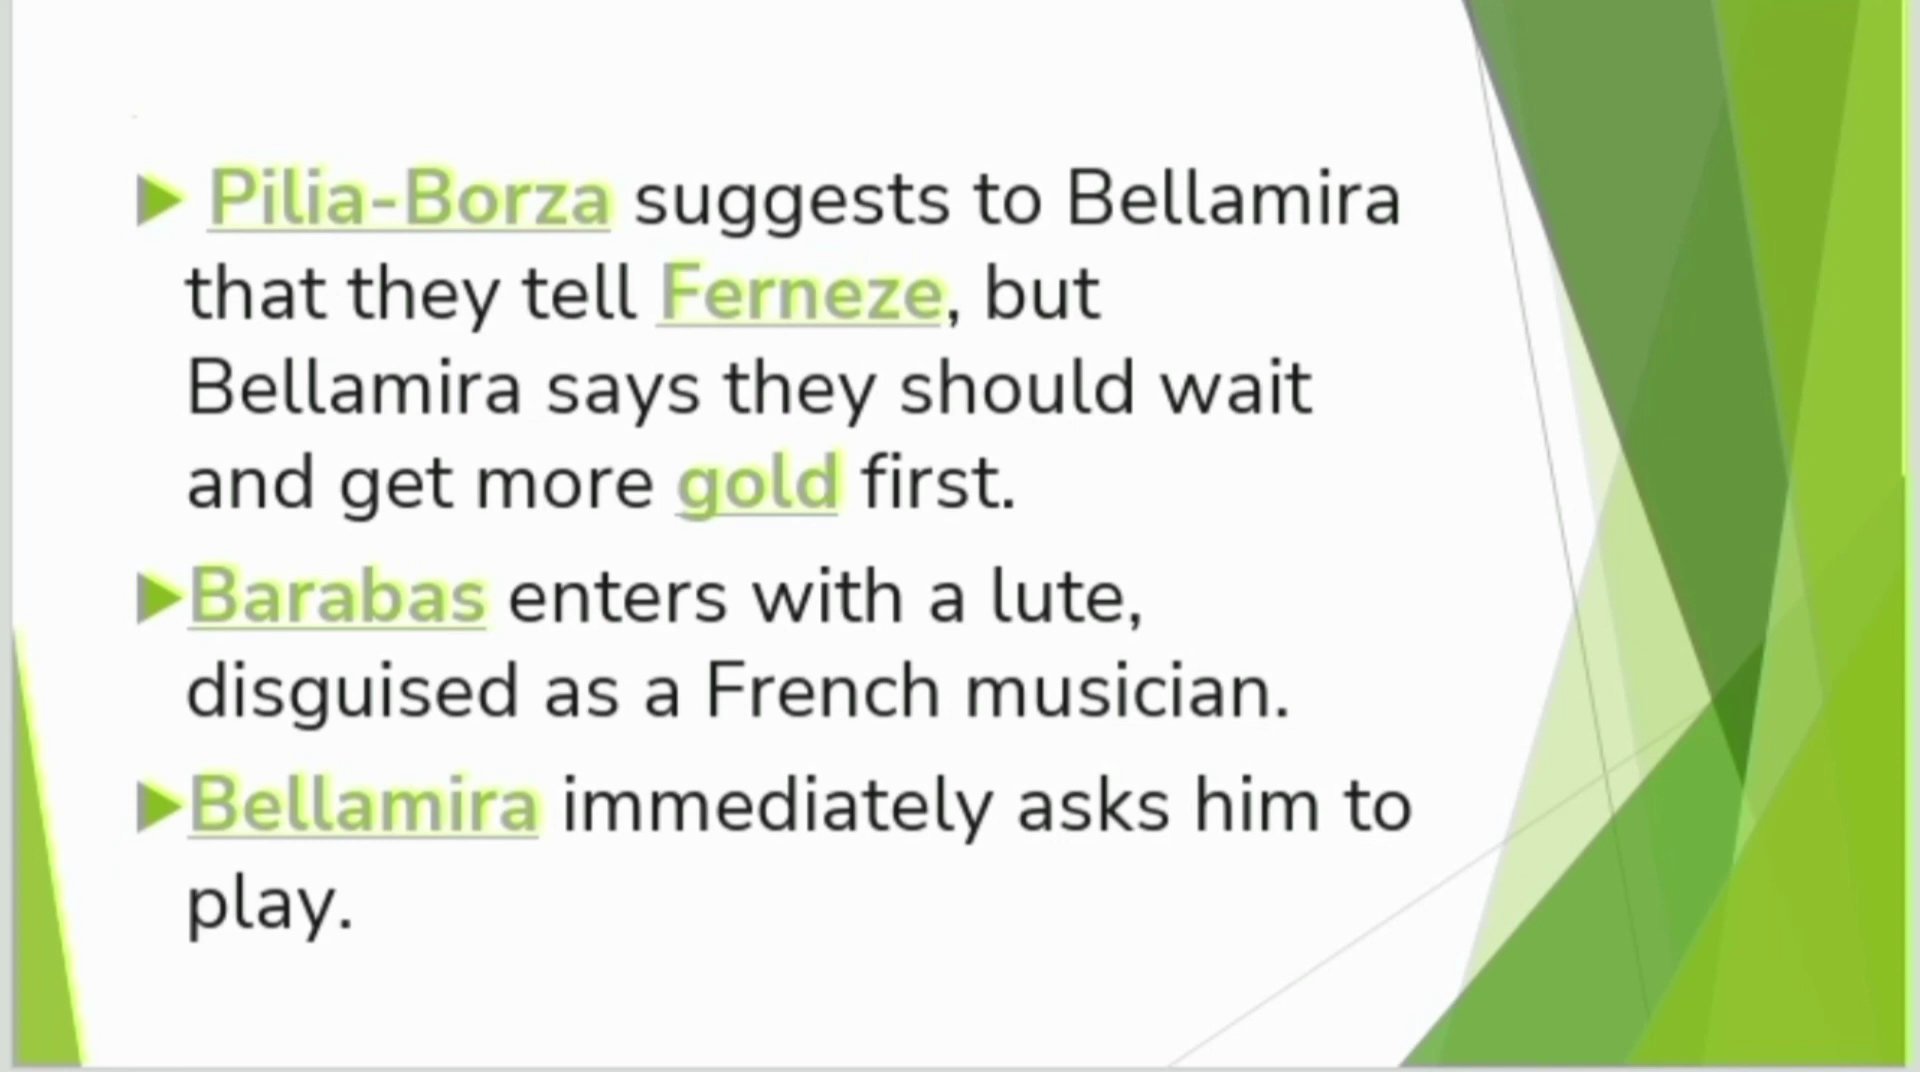 Pilia-Borza suggests to Bellamira
that they tell Ferneze, but
Bellamira says they should wait
and get more gold first.
Barabas enters with a lute,
disguised as a French musician.
Bellamira immediately asks him to
play.